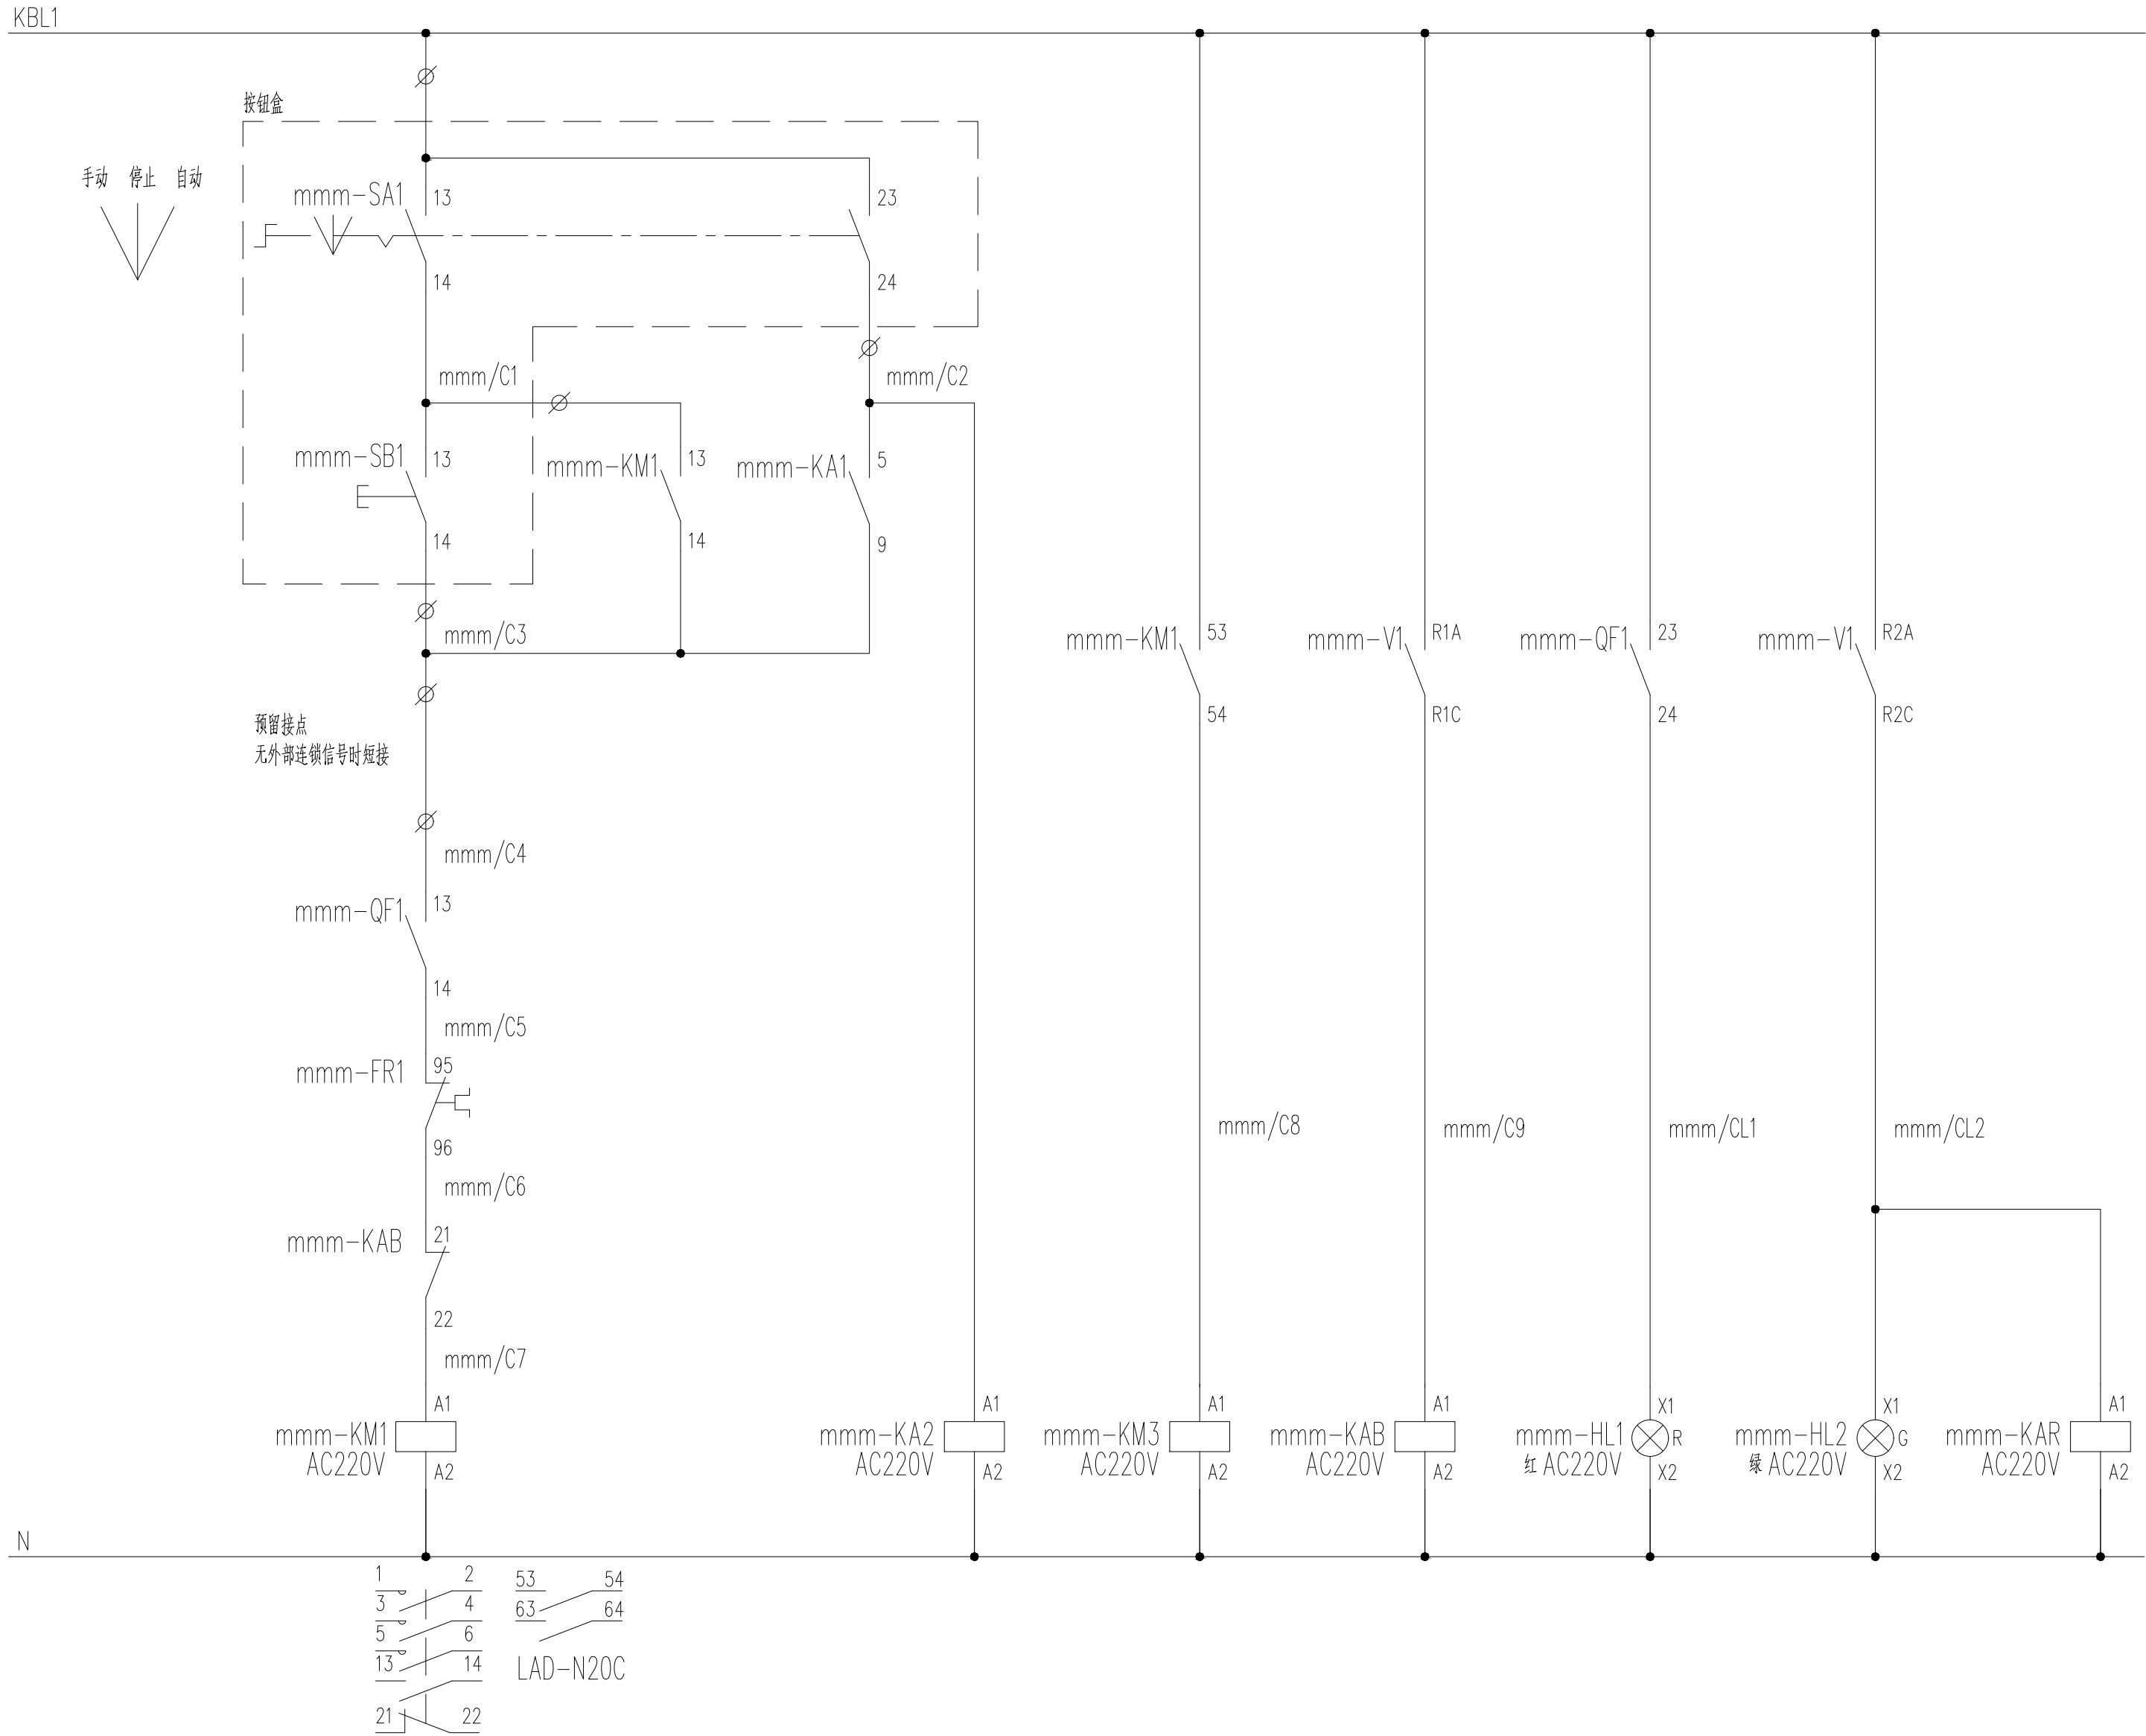 KBL1
按钮盒
手动 停止 自动
mmm-SA1
13
23
14
24
mmm/C1
mmm/C2
mmm-SB1
13
mmm-KM1
13
mmm-KA1
5
14
14
9
mmm/C3
mmm-KM1
53
mmm-V1
R1A
mmm-QF1
23
mmm-V1
R2A
54
R1C
24
R2C
预留接点
无外部连锁信号时短接
mmm/C4
mmm-QF1
13
14
mmm/C5
mmm-FR1
95
96
mmm/C8
mmm/C9
mmm/CL1
mmm/CL2
mmm/C6
mmm-KAB
21
22
mmm/C7
mmm-KM1
AC220V
A1
A2
mmm-KA2
AC220V
A1
A2
mmm-KM3
AC220V
A1
A2
mmm-KAB
AC220V
A1
A2
mmm-HL1
红 AC220V
X1
R
X2
mmm-HL2
绿 AC220V
X1
G
X2
mmm-KAR
AC220V
A1
A2
N
1 2
3 4
5 6
13 14
21 22
53 54
63 64
LAD-N20C